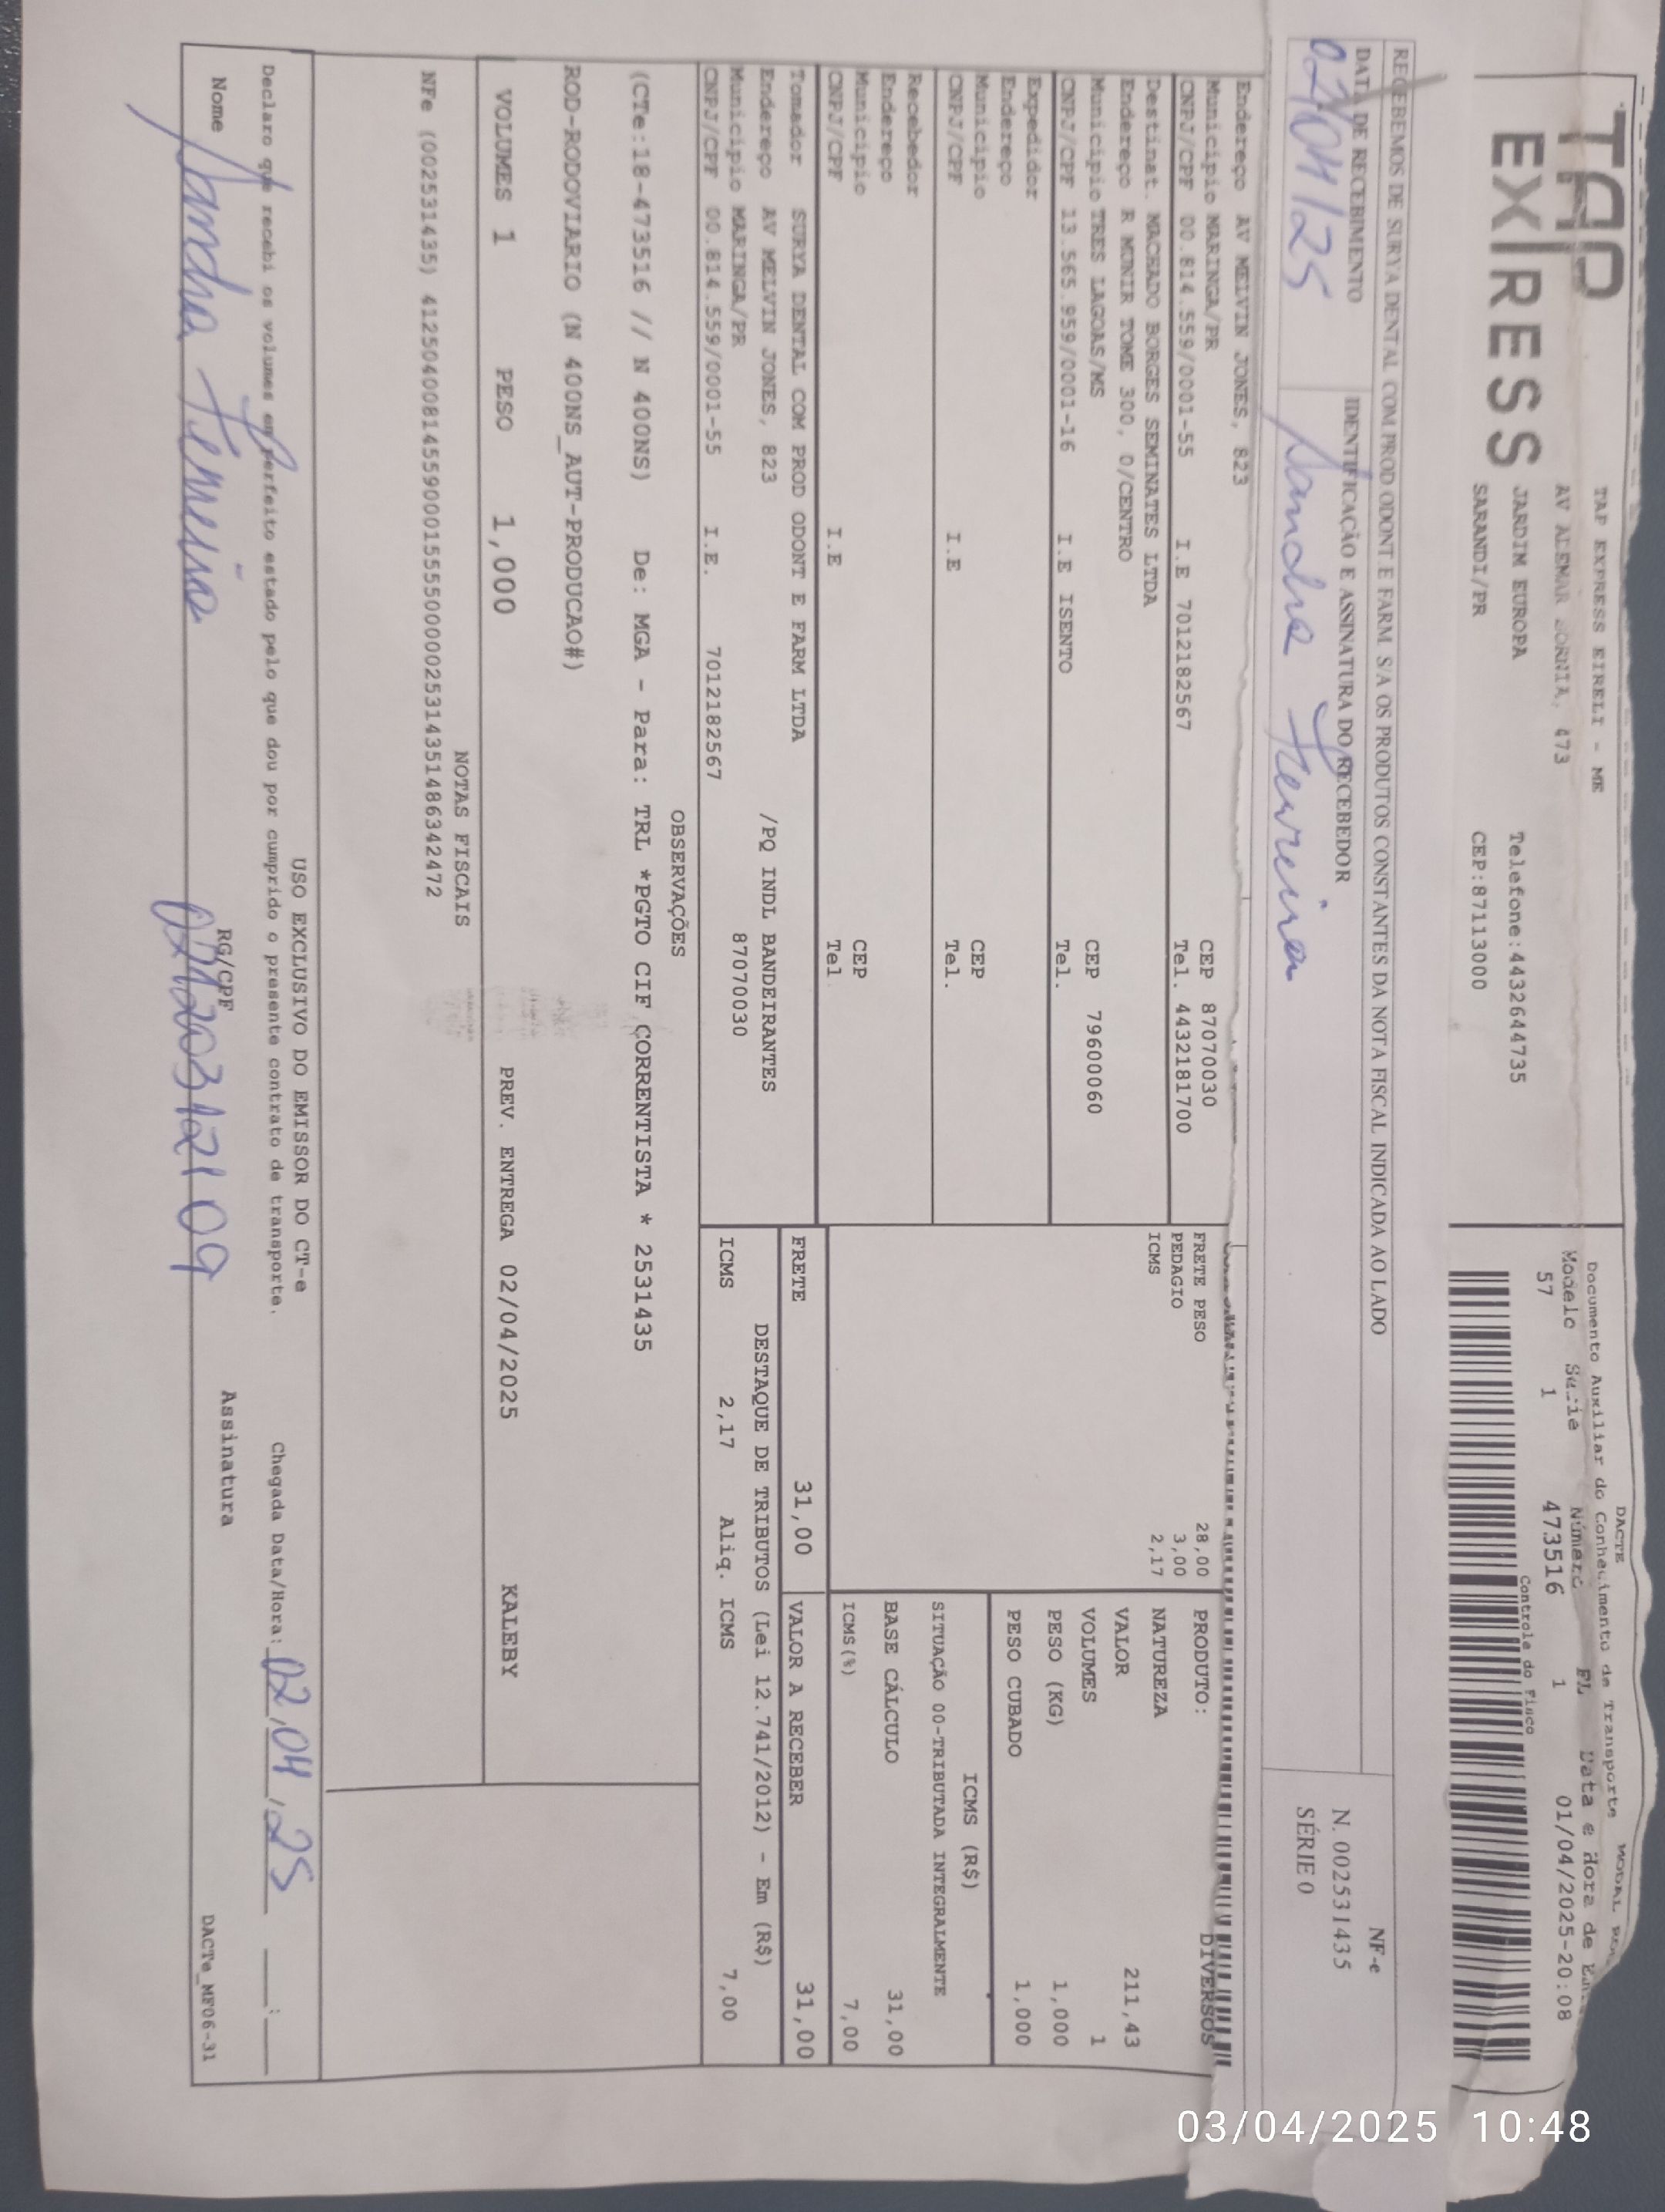 TAP
EXPRESS
TAP EXPRESS EIRELI - ME
AV ALEMAR BORNIA, 473
JARDIM EUROPA Telefone:4432644735
SARANDI/PR CEP:87113000
DACTE
Documento Auxiliar do Conhecimento de Transporte
MODAL
Modelo Série Número FL Data e Hora de
57 1 473516 1 01/04/2025-20:08
Controle do Fisco
RECEBEMOS DE SURYA DENTAL COM PROD ODONT E FARM S/A OS PRODUTOS CONSTANTES DA NOTA FISCAL INDICADA AO LADO
DATA DE RECEBIMENTO
02/04/25
IDENTIFICAÇÃO E ASSINATURA DO RECEBEDOR
Sandra Ferreira
NF-e
N. 002531435
SÉRIE 0
Endereço AV MELVIN JONES, 823
Município MARINGA/PR CEP 87070030
CNPJ/CPF 00.814.559/0001-55 I.E 7012182567 Tel. 4432181700
Destinat. MACHADO BORGES SEMINATES LTDA
Endereço R MUNIR TOME 300, 0/CENTRO
Município TRES LAGOAS/MS CEP 79600060
CNPJ/CPF 13.565.959/0001-16 I.E ISENTO Tel.
Expedidor
Endereço
Município CEP
CNPJ/CPF I.E Tel.
Recebedor
Endereço
Município CEP
CNPJ/CPF I.E Tel
Tomador SURYA DENTAL COM PROD ODONT E FARM LTDA
Endereço AV MELVIN JONES, 823 /PQ INDL BANDEIRANTES
Município MARINGA/PR 87070030
CNPJ/CPF 00.814.559/0001-55 I.E. 7012182567
FRETE PESO 28,00
PEDAGIO 3,00
ICMS 2,17
PRODUTO: DIVERSOS
NATUREZA
VALOR 211,43
VOLUMES 1
PESO (KG) 1,000
PESO CUBADO 1,000
ICMS (R$)
SITUAÇÃO 00-TRIBUTADA INTEGRALMENTE
BASE CÁLCULO 31,00
ICMS(%) 7,00
FRETE 31,00 VALOR A RECEBER 31,00
DESTAQUE DE TRIBUTOS (Lei 12.741/2012) - Em (R$)
ICMS 2,17 Aliq. ICMS 7,00
OBSERVAÇÕES
(CTe:18-473516 // N 400NS) De: MGA - Para: TRL *PGTO CIF CORRENTISTA * 2531435
ROD-RODOVIARIO (N 400NS_AUT-PRODUCAO#)
VOLUMES 1 PESO 1,000 PREV. ENTREGA 02/04/2025 KALEBY
NOTAS FISCAIS
NFe (002531435) 41250400814559000155550000025314351486342472
USO EXCLUSIVO DO EMISSOR DO CT-e
Declaro que recebi os volumes em perfeito estado pelo que dou por cumprido o presente contrato de transporte. Chegada Data/Hora: 02,04,25 :
Nome Sandra Ferreira RG/CPF Assinatura
DACTe_MF06-31
03/04/2025 10:48